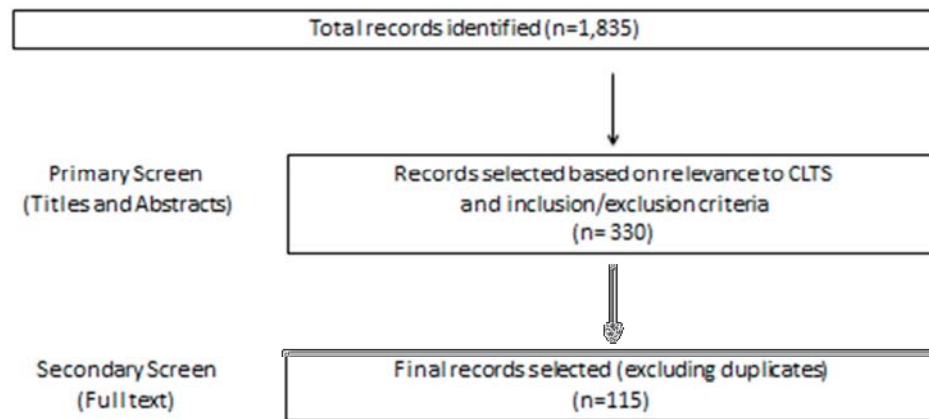 Total records identified (n=1,835)
Primary Screen
(Titles and Abstracts)
Records selected based on relevance to CLTS
and inclusion/exclusion criteria
(n= 330)
Secondary Screen
(Full text)
Final records selected (excluding duplicates)
(n=115)